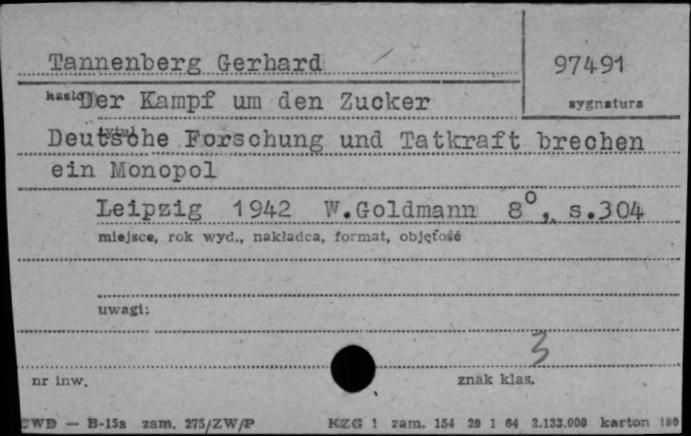 Tannenberg Gerhard
97491
hasło
Der Kampf um den Zucker
sygnatura
tytuł
Deutsche Forschung und Tatkraft brechen
ein Monopol
Leipzig 1942 W.Goldmann 8⁰, s.304
miejsce, rok wyd., nakładca, format, objętość
uwagi:
3
nr inw.
znak klas.
CWD — B-15a zam. 275/ZW/P KZG 1 zam. 154 29 1 64 2.133.000 karton 180